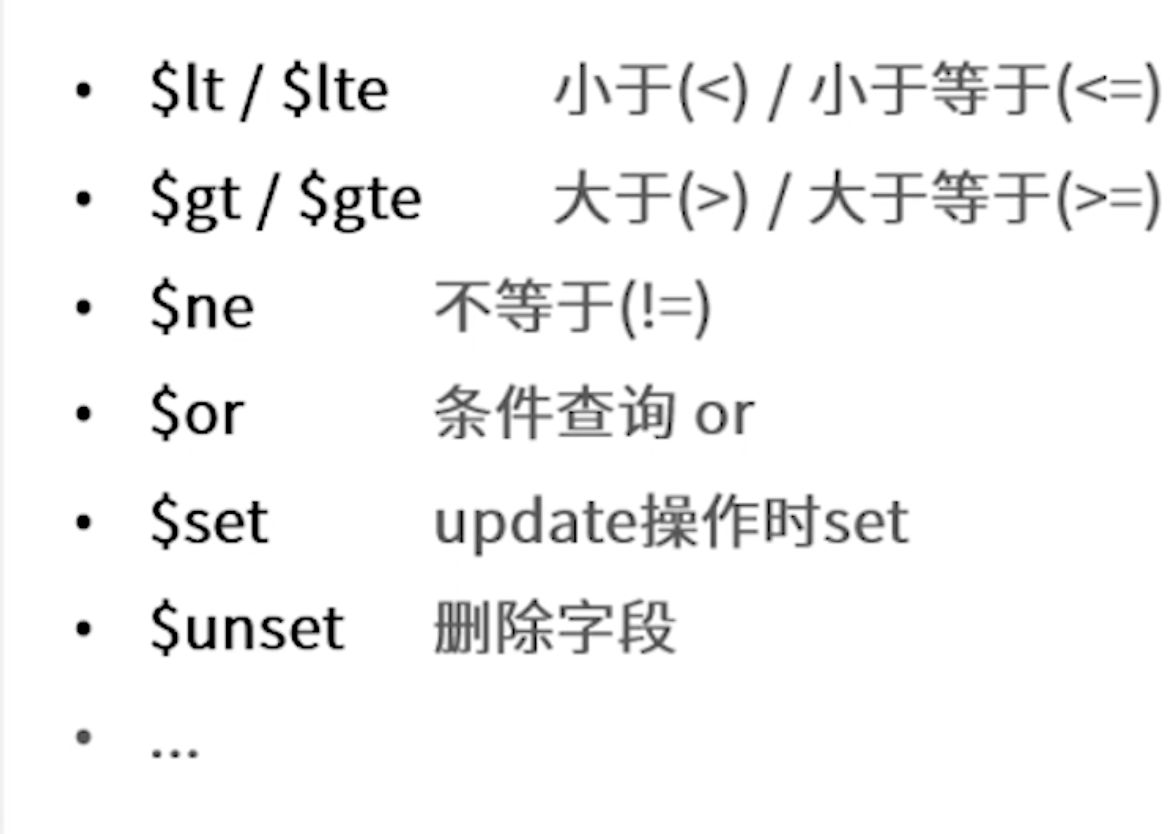 • $lt / $lte 小于(<) / 小于等于(<=)
• $gt / $gte 大于(>) / 大于等于(>=)
• $ne 不等于(!=)
• $or 条件查询 or
• $set update操作时set
• $unset 删除字段
• ...